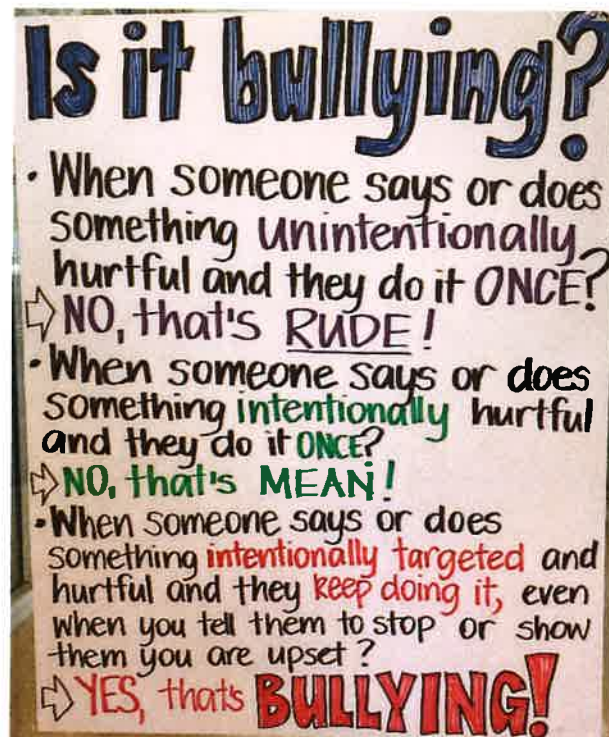 Is it bullying?
• When someone says or does
something unintentionally
hurtful and they do it ONCE?
⇨ NO, that's RUDE!
• When someone says or does
something intentionally hurtful
and they do it ONCE?
⇨ NO, that's MEAN!
• When someone says or does
something intentionally targeted and
hurtful and they keep doing it, even
when you tell them to stop or show
them you are upset?
⇨ YES, that's BULLYING!